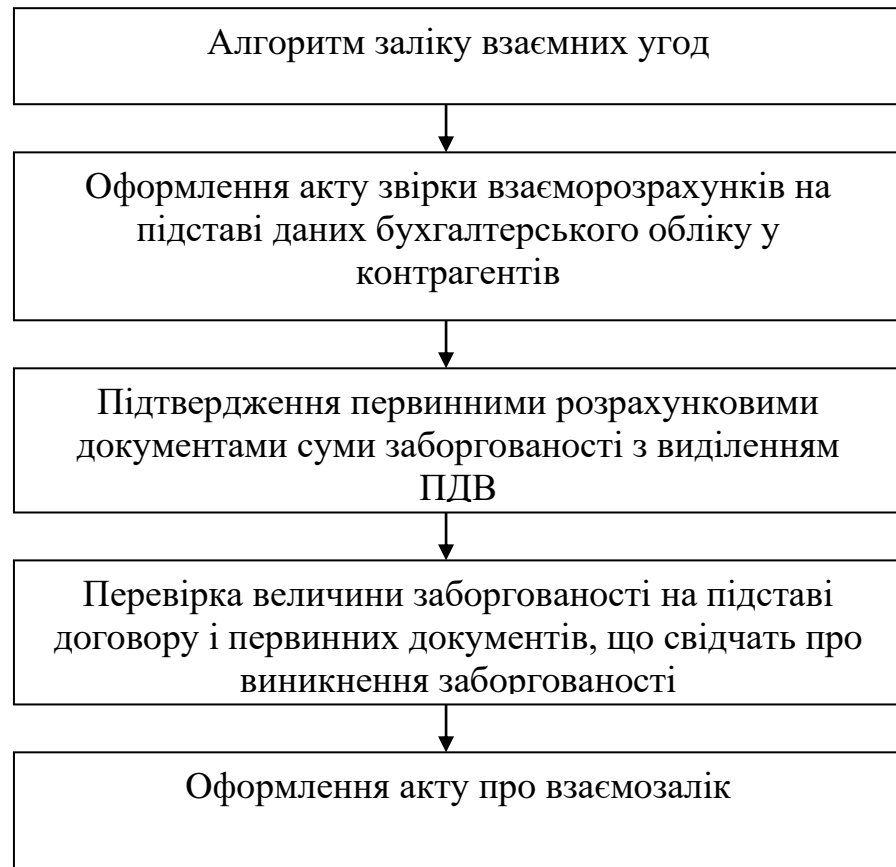 Алгоритм заліку взаємних угод
Оформлення акту звірки взаєморозрахунків на
підставі даних бухгалтерського обліку у
контрагентів
Підтвердження первинними розрахунковими
документами суми заборгованості з виділенням
ПДВ
Перевірка величини заборгованості на підставі
договору і первинних документів, що свідчать про
виникнення заборгованості
Оформлення акту про взаємозалік